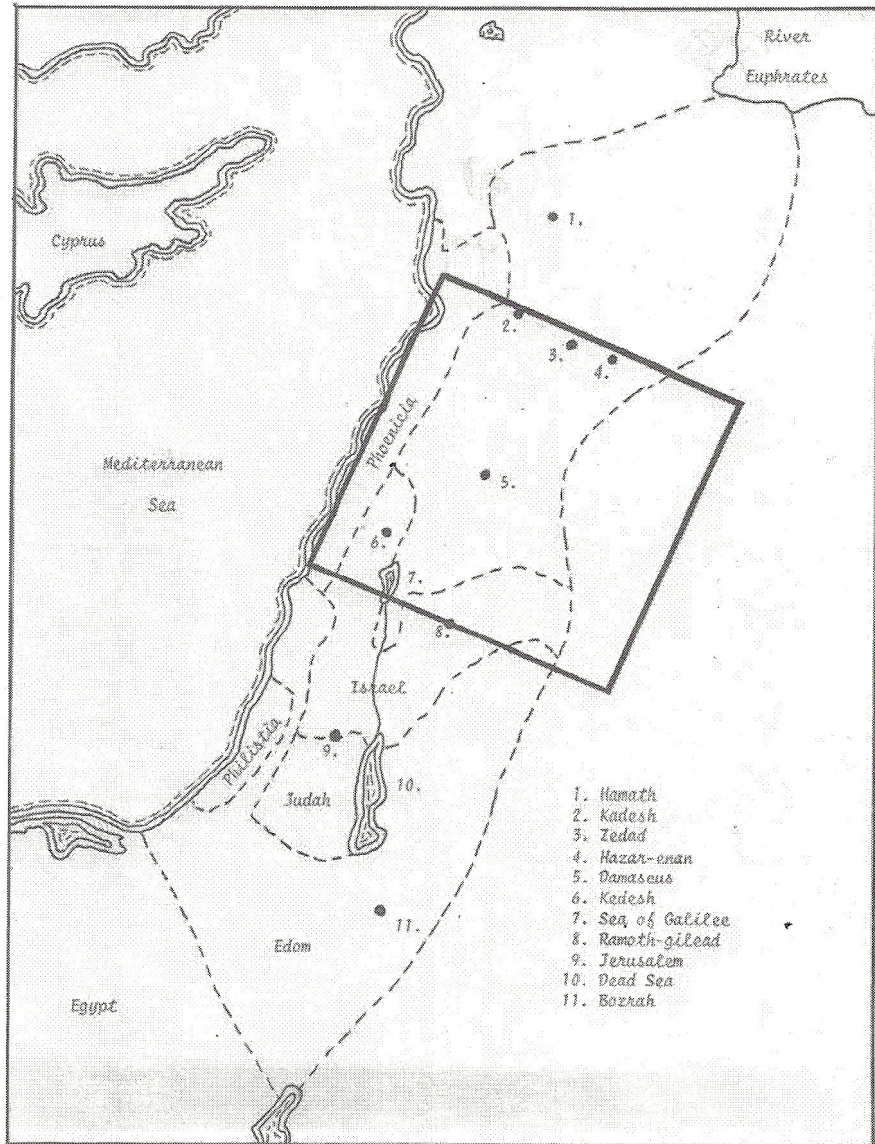 River
Euphrates
1.
Cyprus
2.
3.
4.
Phoenicia
Mediterranean
Sea
5.
6.
7.
8.
Israel
Philistia
9.
10.
Judah
1. Hamath
2. Kadesh
3. Zedad
4. Hazar-enan
5. Damascus
6. Kedesh
7. Sea of Galilee
8. Ramoth-gilead
9. Jerusalem
10. Dead Sea
11. Bozrah
11.
Edom
Egypt